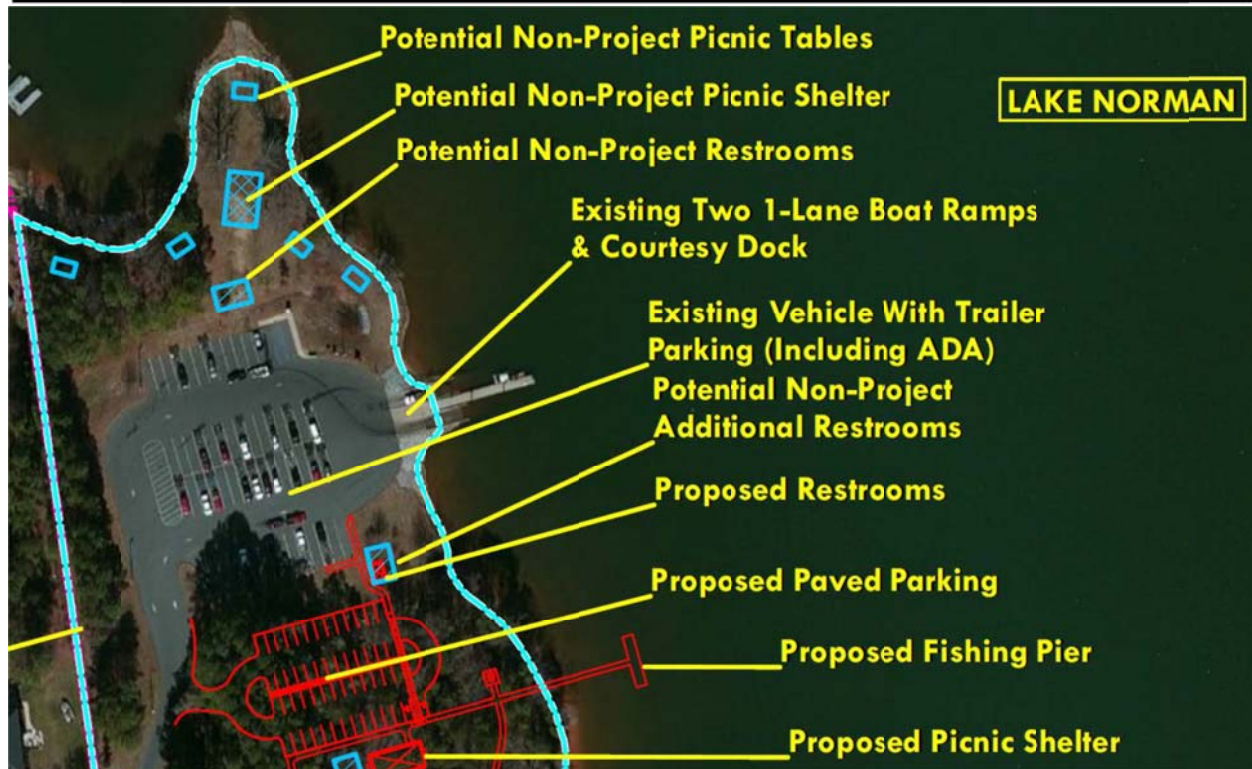 Potential Non-Project Picnic Tables
Potential Non-Project Picnic Shelter
LAKE NORMAN
Potential Non-Project Restrooms
Existing Two 1-Lane Boat Ramps
& Courtesy Dock
Existing Vehicle With Trailer
Parking (Including ADA)
Potential Non-Project
Additional Restrooms
Proposed Restrooms
Proposed Paved Parking
Proposed Fishing Pier
Proposed Picnic Shelter